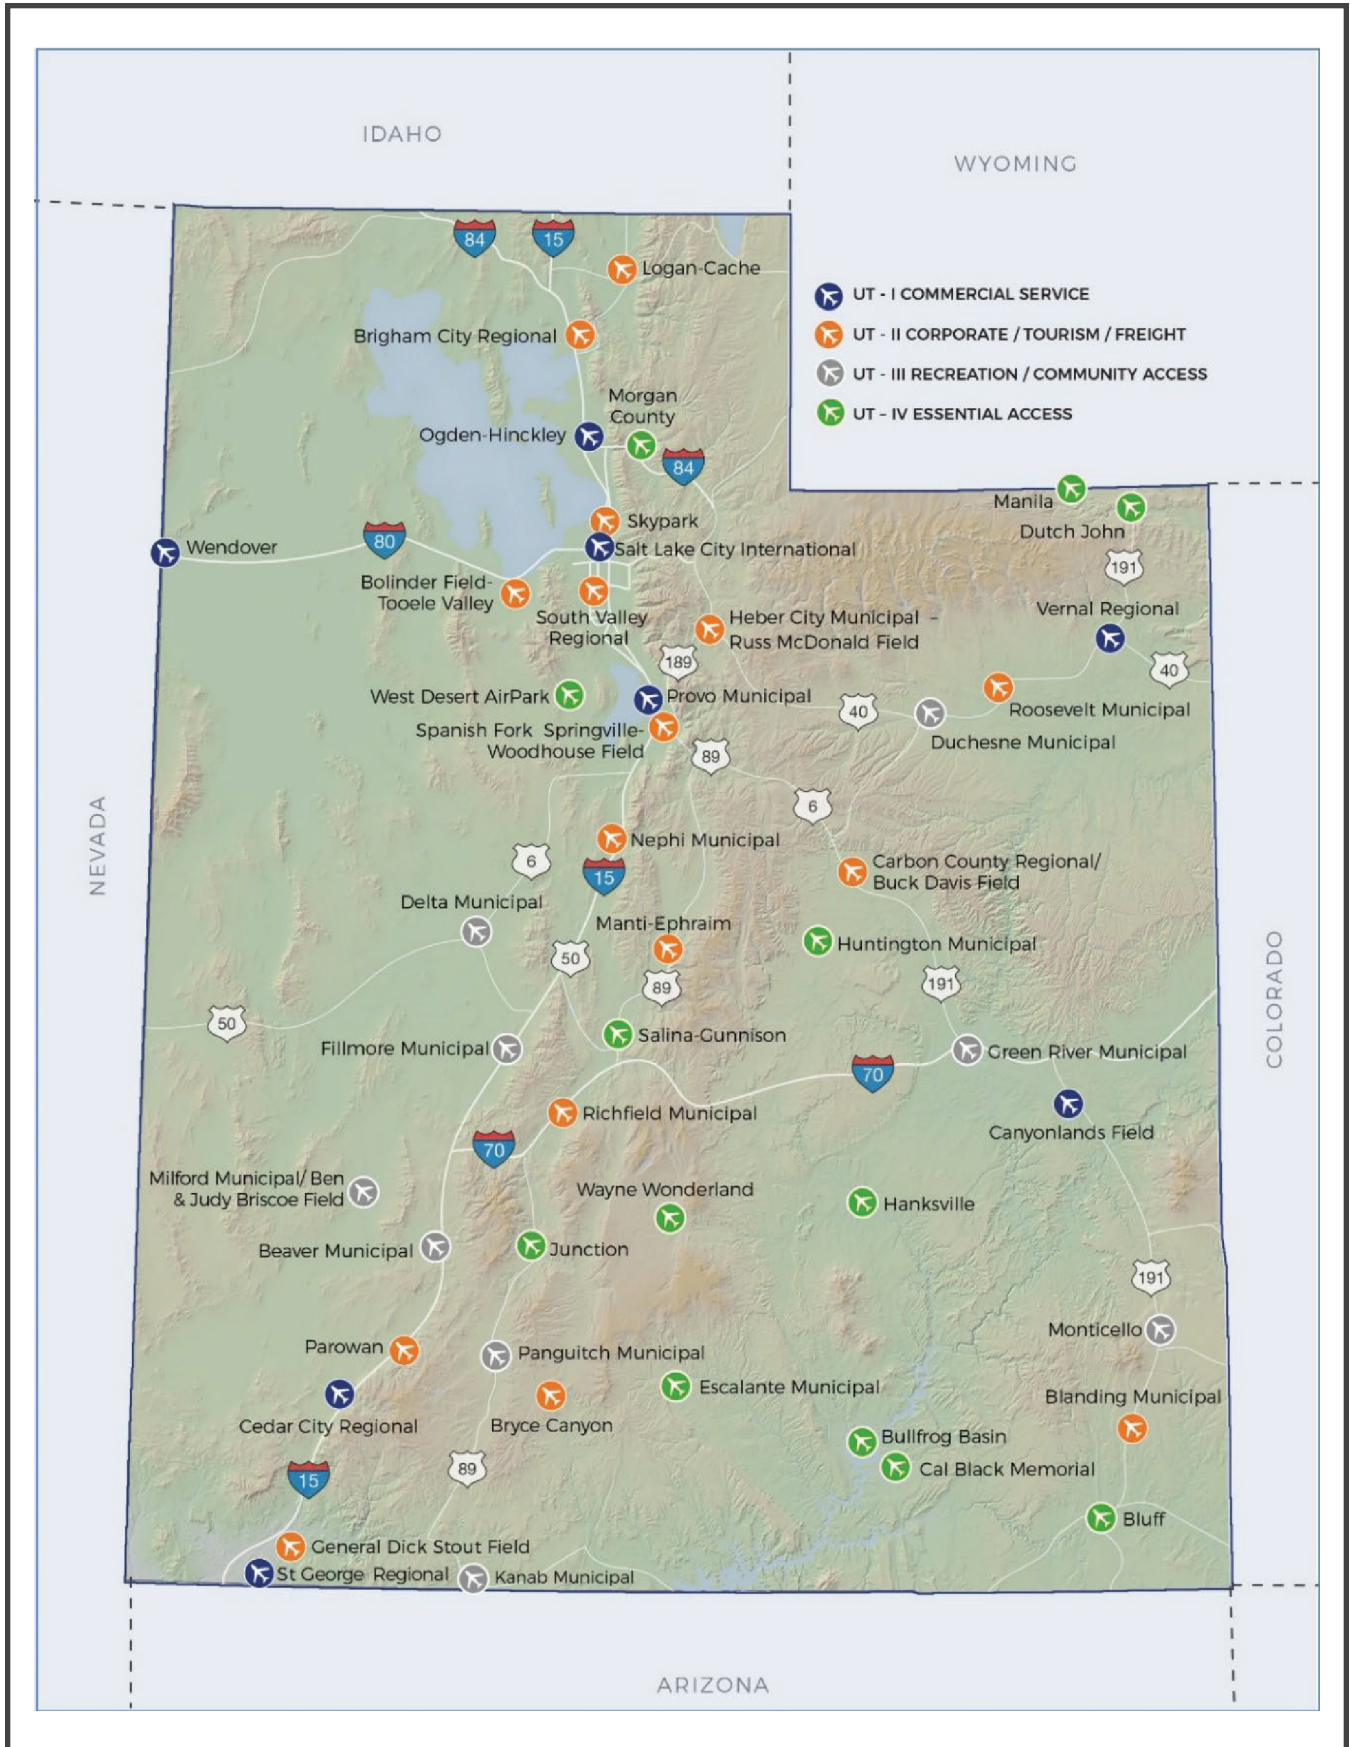 IDAHO
WYOMING
84
15
Logan-Cache
UT - I COMMERCIAL SERVICE
UT - II CORPORATE / TOURISM / FREIGHT
UT - III RECREATION / COMMUNITY ACCESS
UT - IV ESSENTIAL ACCESS
Brigham City Regional
Morgan
County
Ogden-Hinckley
84
Manila
Dutch John
Skypark
80
Wendover
Salt Lake City International
191
Bolinder Field-
Tooele Valley
South Valley
Regional
Heber City Municipal -
Russ McDonald Field
Vernal Regional
189
40
West Desert AirPark
Provo Municipal
40
Roosevelt Municipal
Spanish Fork Springville-
Woodhouse Field
Duchesne Municipal
89
6
NEVADA
Nephi Municipal
6
15
Carbon County Regional/
Buck Davis Field
Delta Municipal
Manti-Ephraim
Huntington Municipal
50
89
191
COLORADO
50
Salina-Gunnison
Fillmore Municipal
Green River Municipal
70
Richfield Municipal
Canyonlands Field
70
Milford Municipal/ Ben
& Judy Briscoe Field
Wayne Wonderland
Hanksville
Beaver Municipal
Junction
191
Monticello
Parowan
Panguitch Municipal
Escalante Municipal
Blanding Municipal
Cedar City Regional
Bryce Canyon
Bullfrog Basin
Cal Black Memorial
89
15
Bluff
General Dick Stout Field
St George Regional
Kanab Municipal
ARIZONA